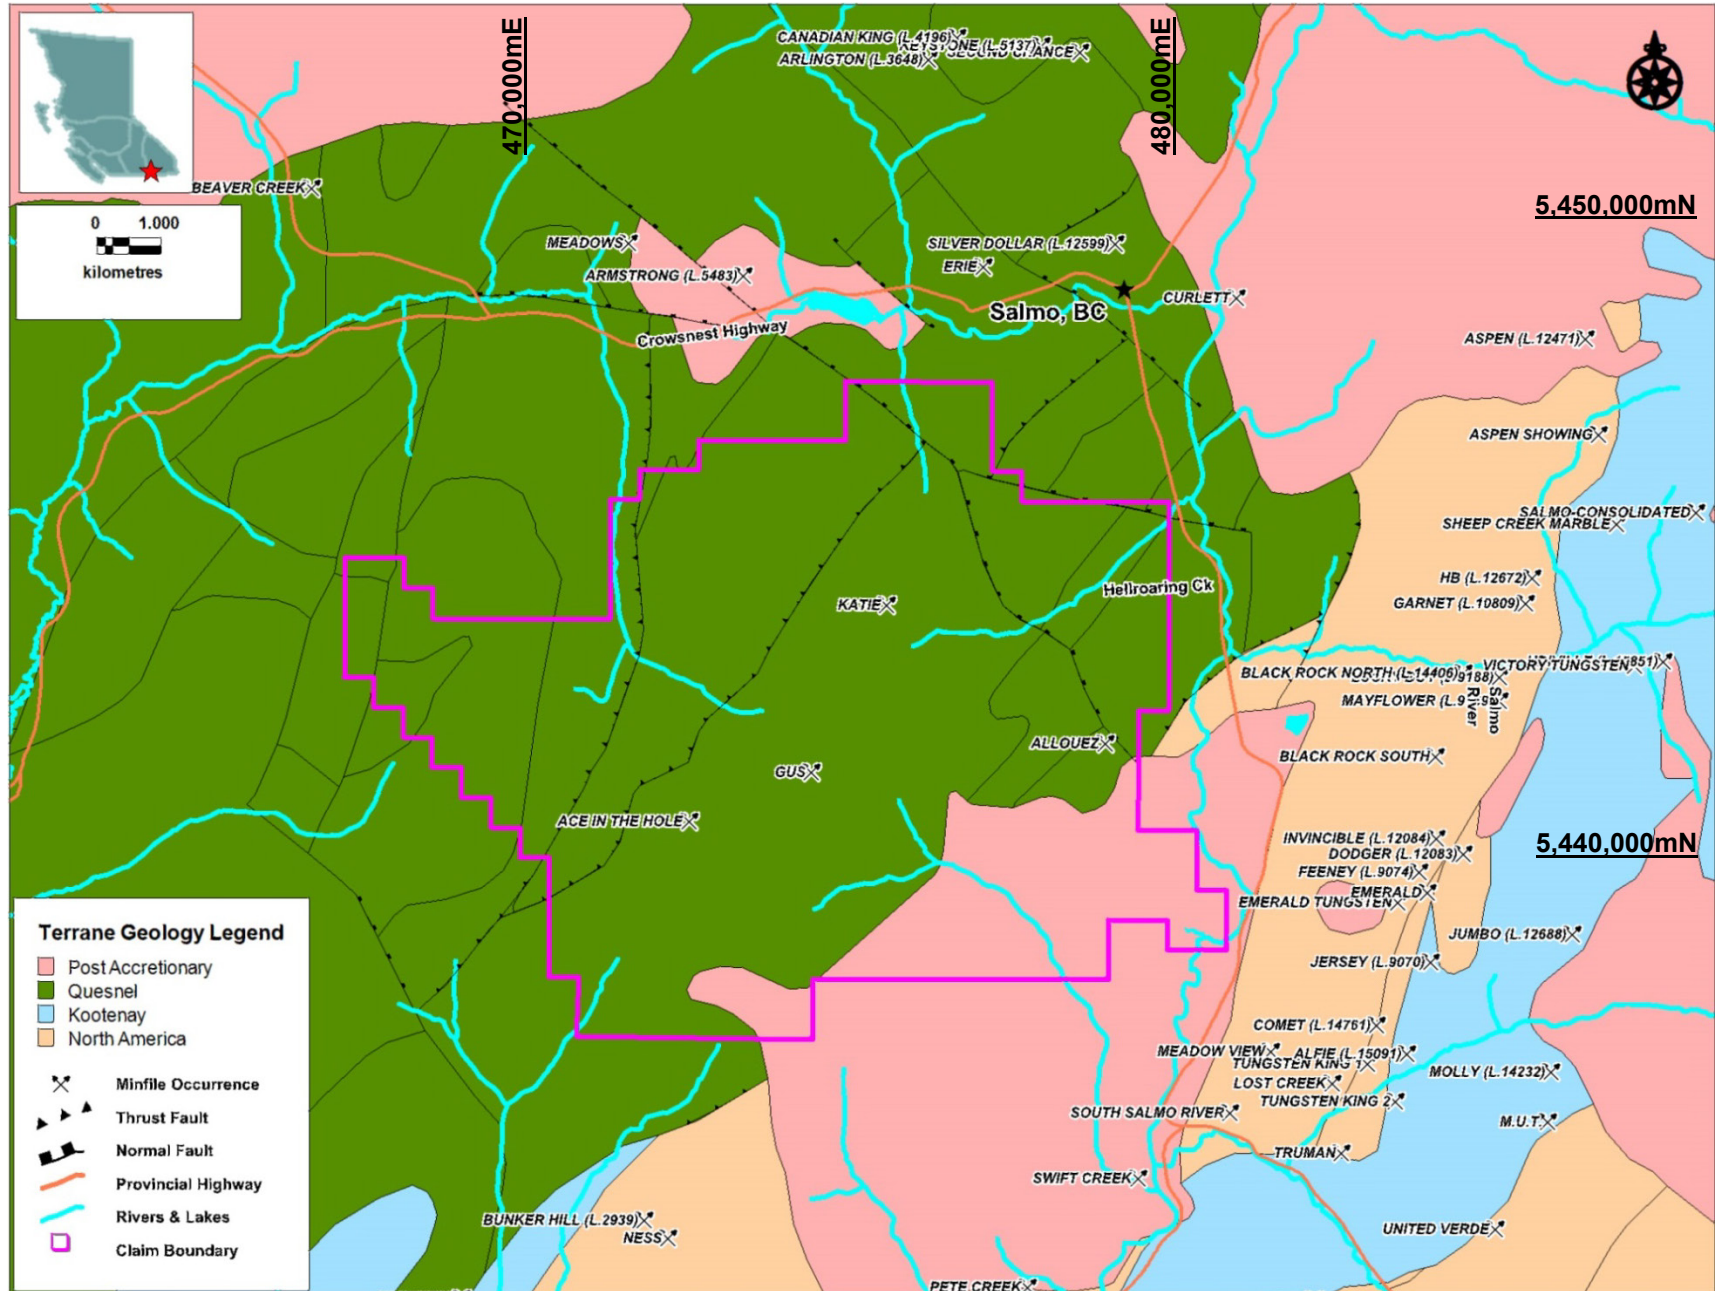 CANADIAN KING (L.4196)
KEYSTONE (L.5137)
SECOND CHANCE
ARLINGTON (L.3648)
470,000mE
480,000mE
BEAVER CREEK
5,450,000mN
0 1.000
kilometres
MEADOWS
SILVER DOLLAR (L.12599)
ERIE
ARMSTRONG (L.5483)
CURLETT
Salmo, BC
Crowsnest Highway
ASPEN (L.12471)
ASPEN SHOWING
SALMO-CONSOLIDATED
SHEEP CREEK MARBLE
HB (L.12672)
Hellroaring Ck
GARNET (L.10809)
KATIE
VICTORY TUNGSTEN
BLACK ROCK NORTH (L.14406)
MAYFLOWER
Salmo
River
ALLOUEZ
BLACK ROCK SOUTH
GUS
ACE IN THE HOLE
INVINCIBLE (L.12084)
5,440,000mN
DODGER (L.12083)
FEENEY (L.9074)
EMERALD
EMERALD TUNGSTEN
JUMBO (L.12688)
JERSEY (L.9070)
COMET (L.14761)
MEADOW VIEW
ALFIE (L.15091)
TUNGSTEN KING 1
MOLLY (L.14232)
LOST CREEK
TUNGSTEN KING 2
SOUTH SALMO RIVER
M.U.T.
TRUMAN
SWIFT CREEK
BUNKER HILL (L.2939)
UNITED VERDE
NESS
PETE CREEK
Terrane Geology Legend
Post Accretionary
Quesnel
Kootenay
North America
Minfile Occurrence
Thrust Fault
Normal Fault
Provincial Highway
Rivers & Lakes
Claim Boundary